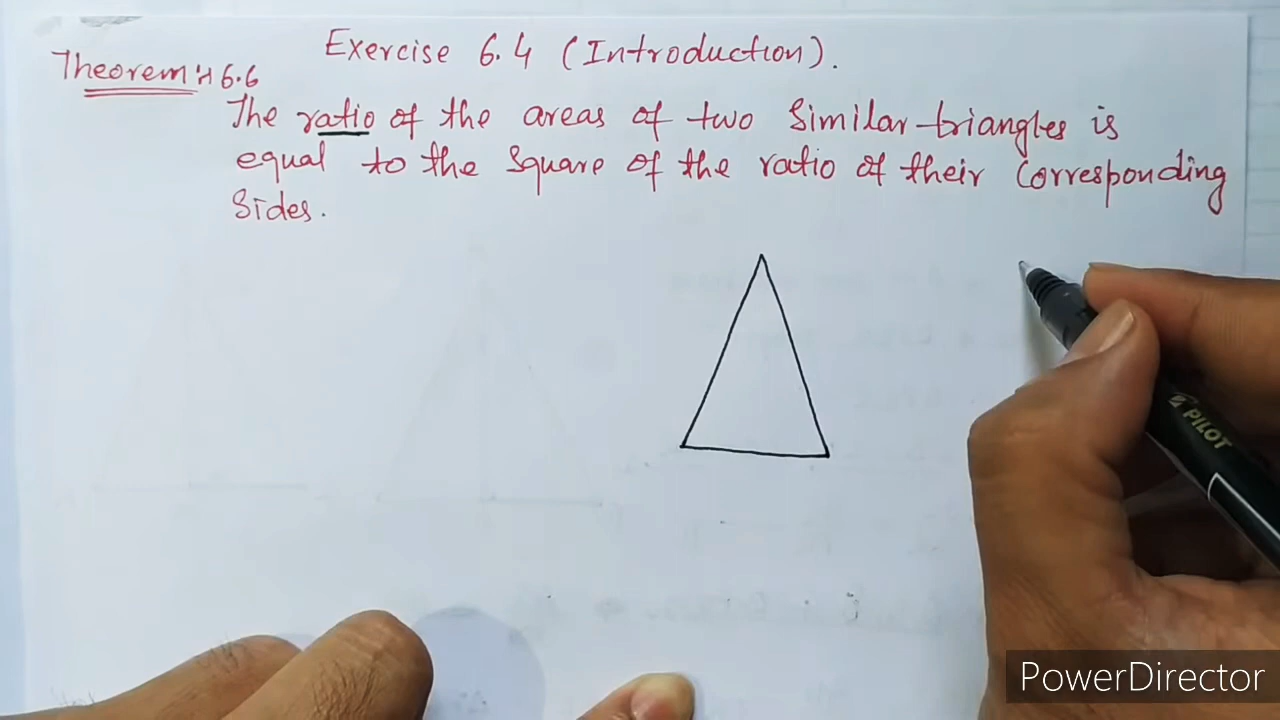 Exercise 6.4 (Introduction).
Theorem:- 6.6
The ratio of the areas of two Similar triangles is
equal to the Square of the ratio of their Corresponding
Sides.
PILOT
PowerDirector